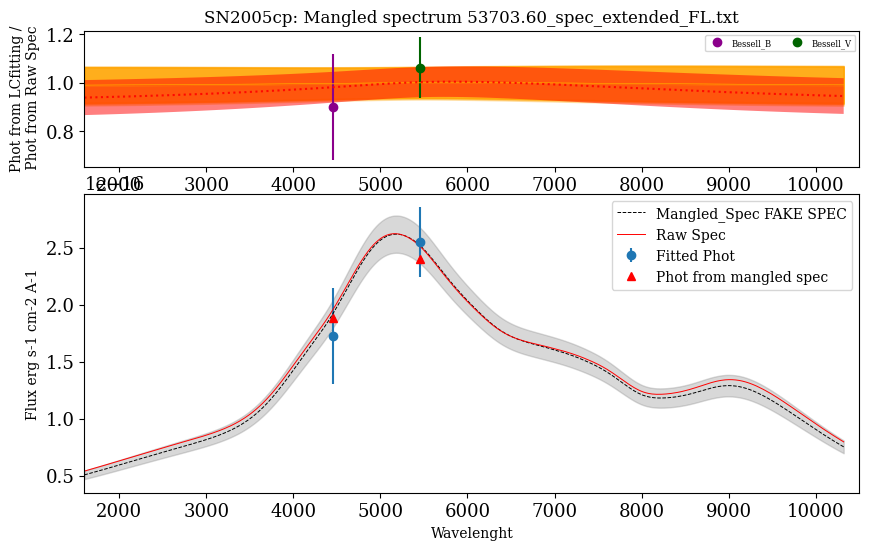 SN2005cp: Mangled spectrum 53703.60_spec_extended_FL.txt
Phot from LCfitting /
Phot from Raw Spec
1.2
1.0
0.8
Bessell_B
Bessell_V
2000 3000 4000 5000 6000 7000 8000 9000 10000
1e−16
Flux erg s-1 cm-2 A-1
2.5
2.0
1.5
1.0
0.5
Mangled_Spec FAKE SPEC
Raw Spec
Fitted Phot
Phot from mangled spec
2000 3000 4000 5000 6000 7000 8000 9000 10000
Wavelenght